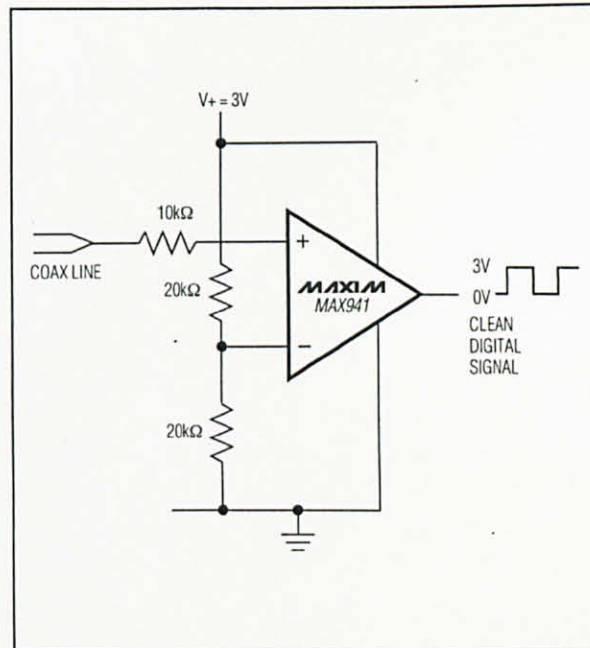 V+ = 3V
10kΩ
COAX LINE
20kΩ
+
MAXIM
MAX941
−
3V
0V
CLEAN
DIGITAL
SIGNAL
20kΩ